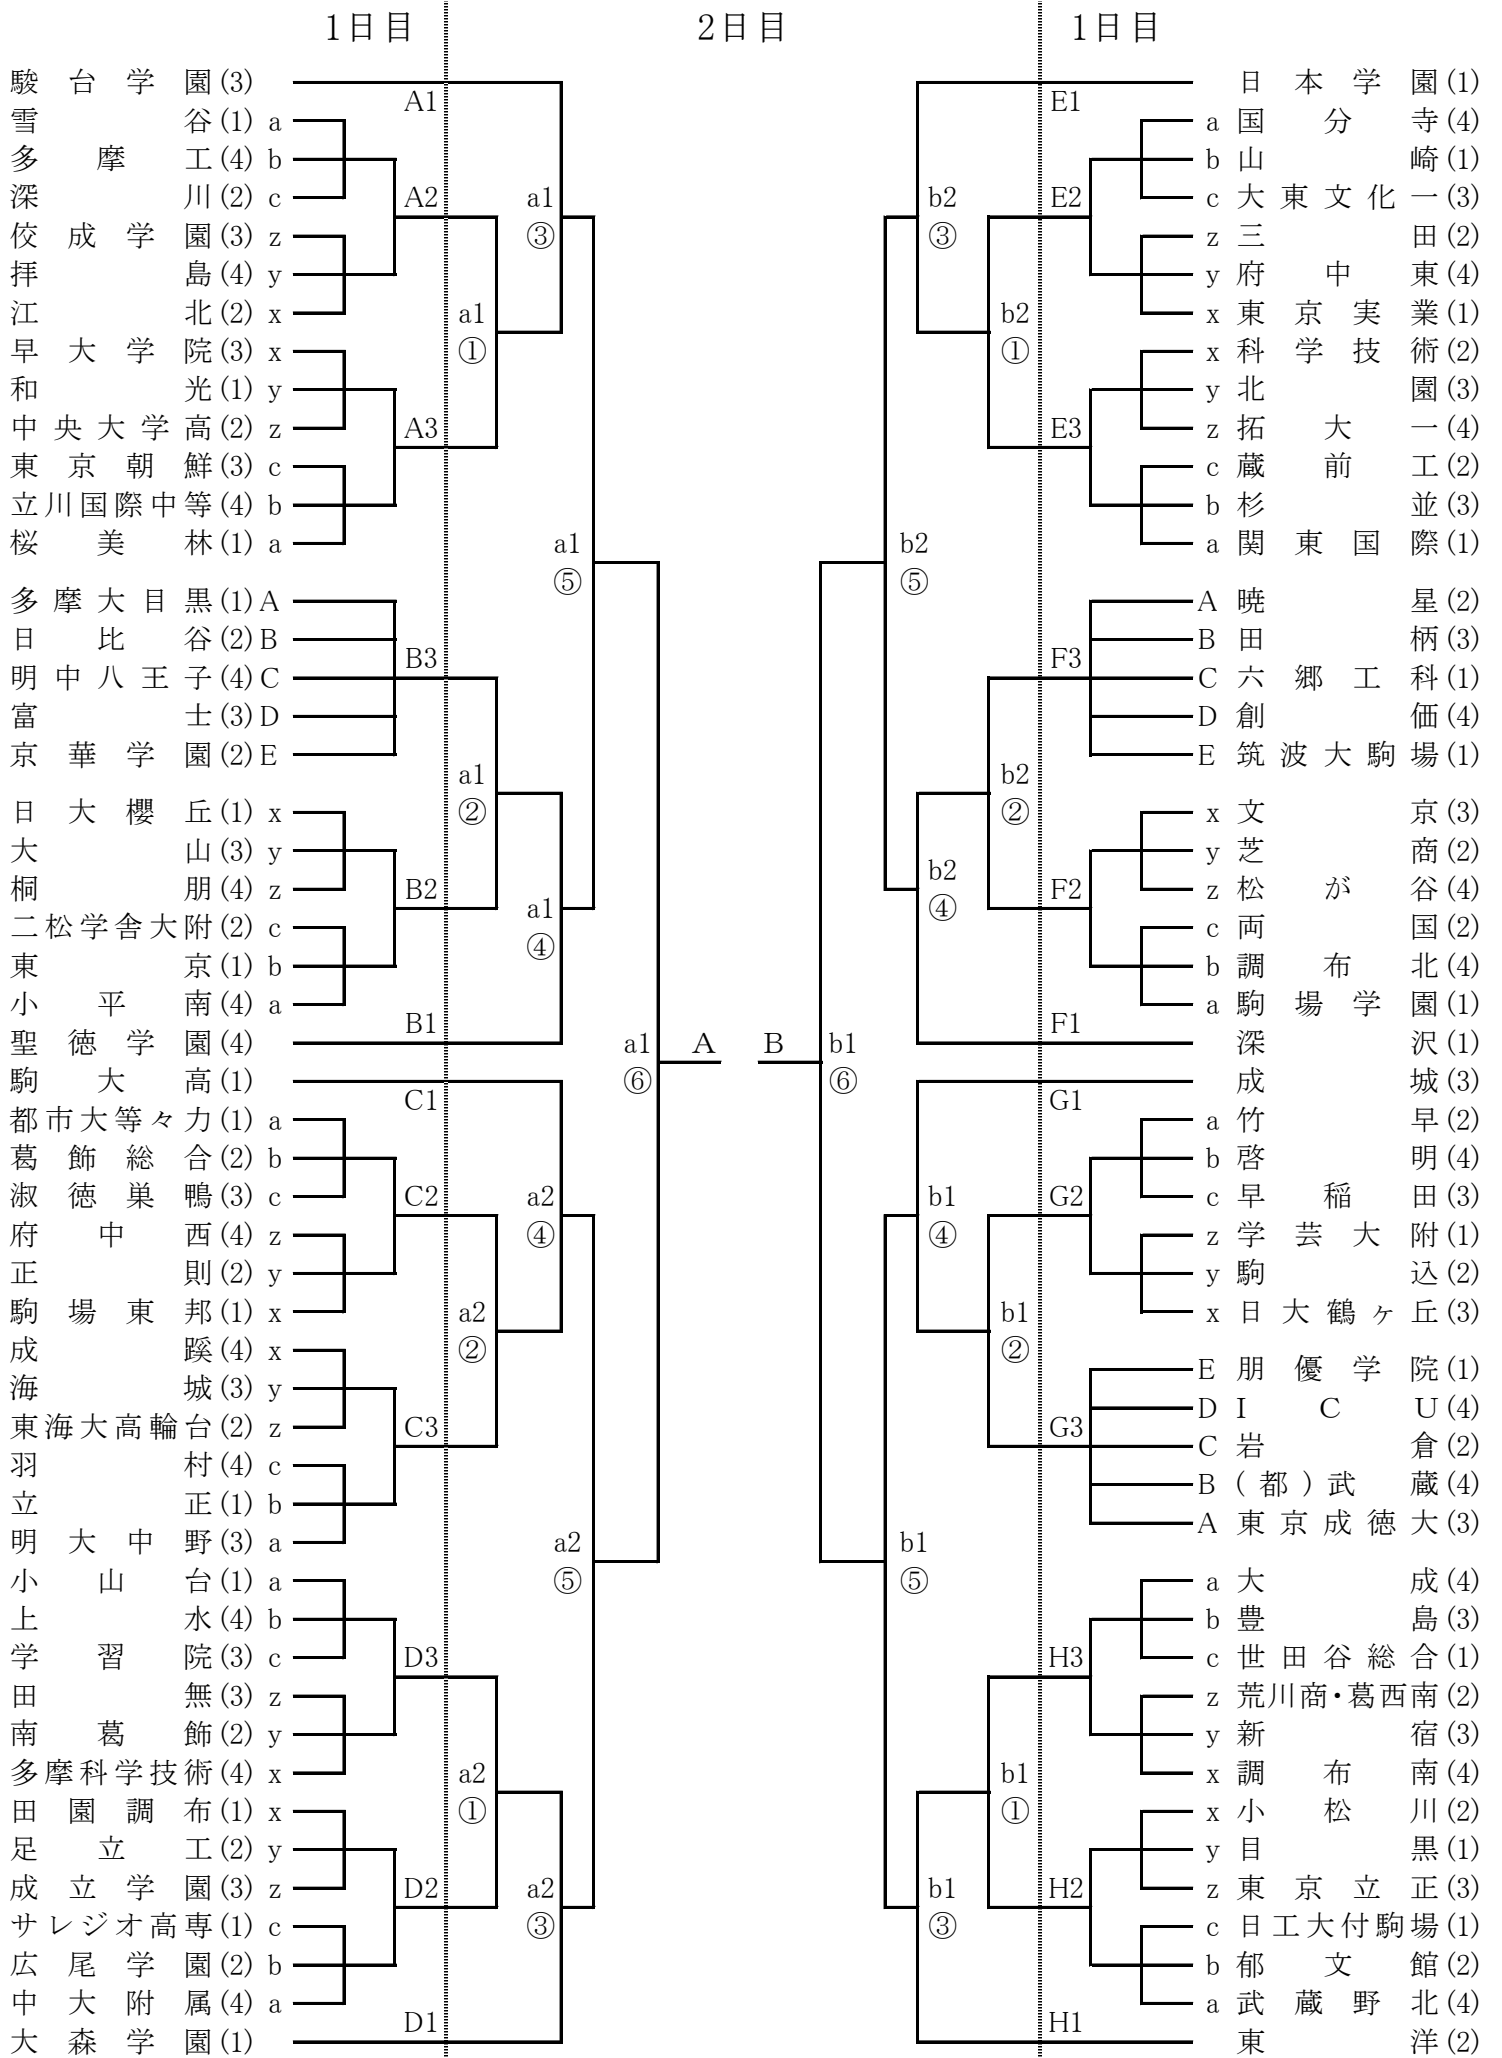 1日目
2日目
1日目
駿台学園(3)
A1
雪谷(1) a
多摩工(4) b
深川(2) c
A2
佼成学園(3) z
拝島(4) y
江北(2) x
早大学院(3) x
和光(1) y
中央大学高(2) z
A3
東京朝鮮(3) c
立川国際中等(4) b
桜美林(1) a
多摩大目黒(1) A
日比谷(2) B
B3
明中八王子(4) C
富士(3) D
京華学園(2) E
日大櫻丘(1) x
大山(3) y
桐朋(4) z
B2
二松学舎大附(2) c
東京(1) b
小平南(4) a
B1
聖徳学園(4)
駒大高(1)
C1
都市大等々力(1) a
葛飾総合(2) b
淑徳巣鴨(3) c
C2
府中西(4) z
正則(2) y
駒場東邦(1) x
成蹊(4) x
海城(3) y
東海大高輪台(2) z
C3
羽村(4) c
立正(1) b
明大中野(3) a
小山台(1) a
上水(4) b
学習院(3) c
D3
田無(3) z
南葛飾(2) y
多摩科学技術(4) x
田園調布(1) x
足立工(2) y
成立学園(3) z
D2
サレジオ高専(1) c
広尾学園(2) b
中大附属(4) a
D1
大森学園(1)
a1
③
a1
①
a1
⑤
a1
②
a1
④
a1
⑥
A
a2
④
a2
②
a2
⑤
a2
①
a2
③
B
b1
⑥
b2
③
b2
①
b2
⑤
b2
②
b2
④
b1
④
b1
②
b1
⑤
b1
①
b1
③
日本学園(1)
E1
a 国分寺(4)
b 山崎(1)
c 大東文化一(3)
E2
z 三田(2)
y 府中東(4)
x 東京実業(1)
x 科学技術(2)
y 北園(3)
z 拓大一(4)
E3
c 蔵前工(2)
b 杉並(3)
a 関東国際(1)
A 暁星(2)
B 田柄(3)
F3
C 六郷工科(1)
D 創価(4)
E 筑波大駒場(1)
x 文京(3)
y 芝商(2)
z 松が谷(4)
F2
c 両国(2)
b 調布北(4)
a 駒場学園(1)
F1
深沢(1)
成城(3)
G1
a 竹早(2)
b 啓明(4)
c 早稲田(3)
G2
z 学芸大附(1)
y 駒込(2)
x 日大鶴ヶ丘(3)
E 朋優学院(1)
D ICU(4)
G3
C 岩倉(2)
B (都)武蔵(4)
A 東京成徳大(3)
a 大成(4)
b 豊島(3)
c 世田谷総合(1)
H3
z 荒川商・葛西南(2)
y 新宿(3)
x 調布南(4)
x 小松川(2)
y 目黒(1)
z 東京立正(3)
H2
c 日工大付駒場(1)
b 郁文館(2)
a 武蔵野北(4)
H1
東洋(2)